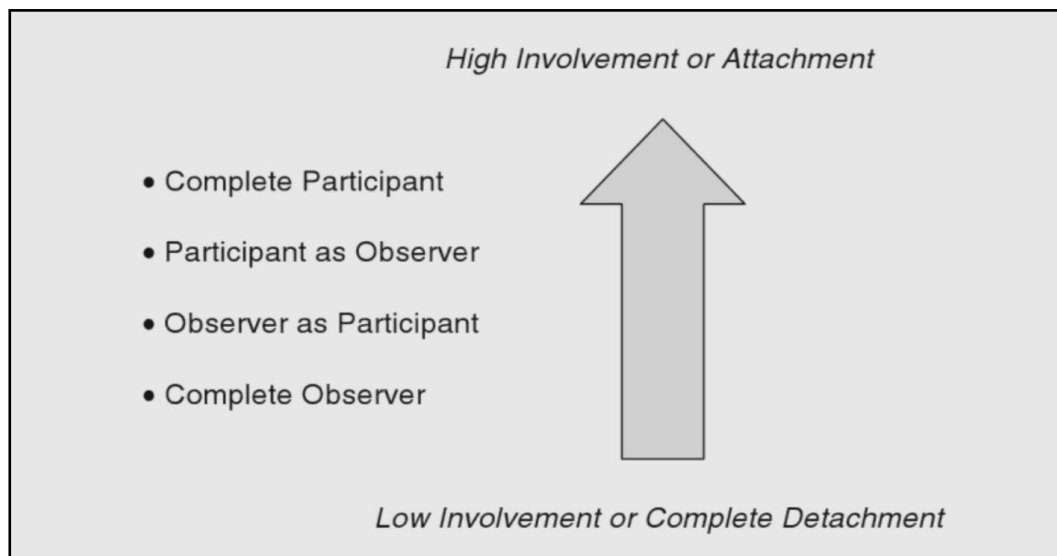 High Involvement or Attachment
• Complete Participant
• Participant as Observer
• Observer as Participant
• Complete Observer
Low Involvement or Complete Detachment